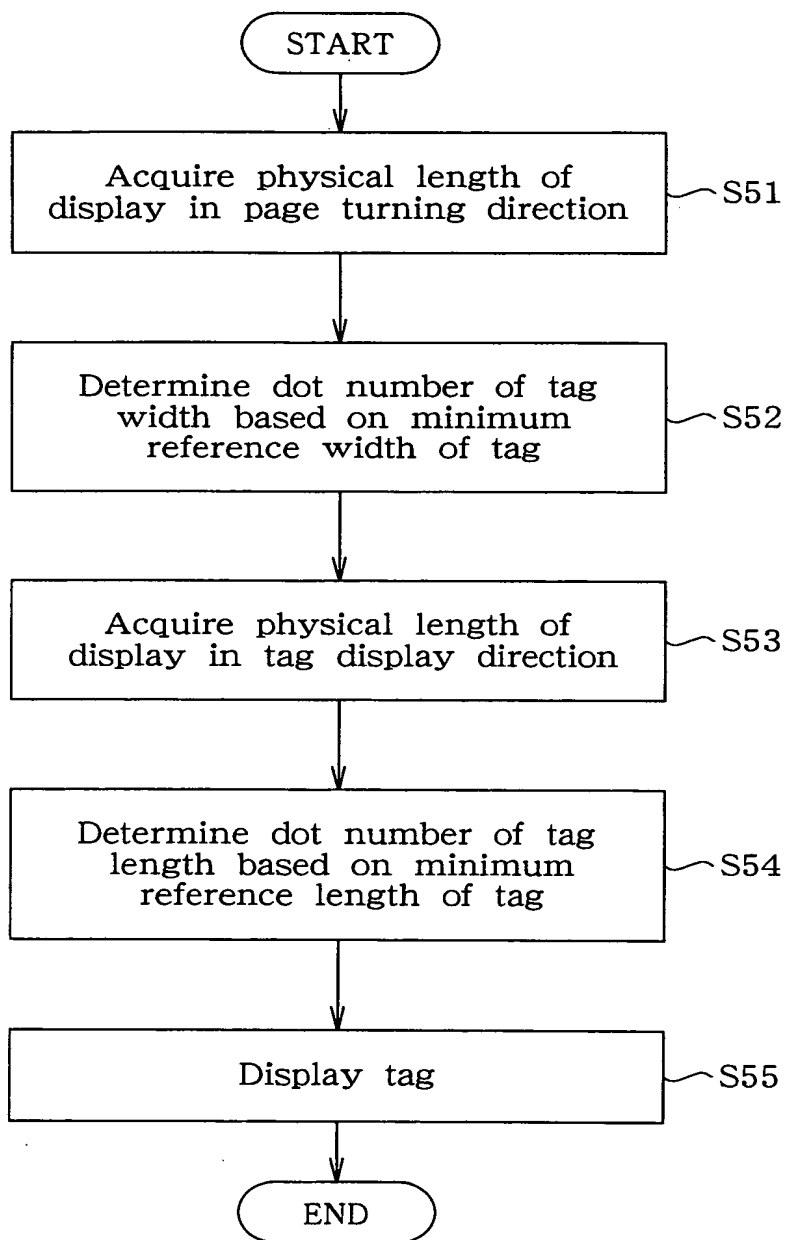 START
Acquire physical length of
display in page turning direction
S51
Determine dot number of tag
width based on minimum
reference width of tag
S52
Acquire physical length of
display in tag display direction
S53
Determine dot number of tag
length based on minimum
reference length of tag
S54
Display tag
S55
END